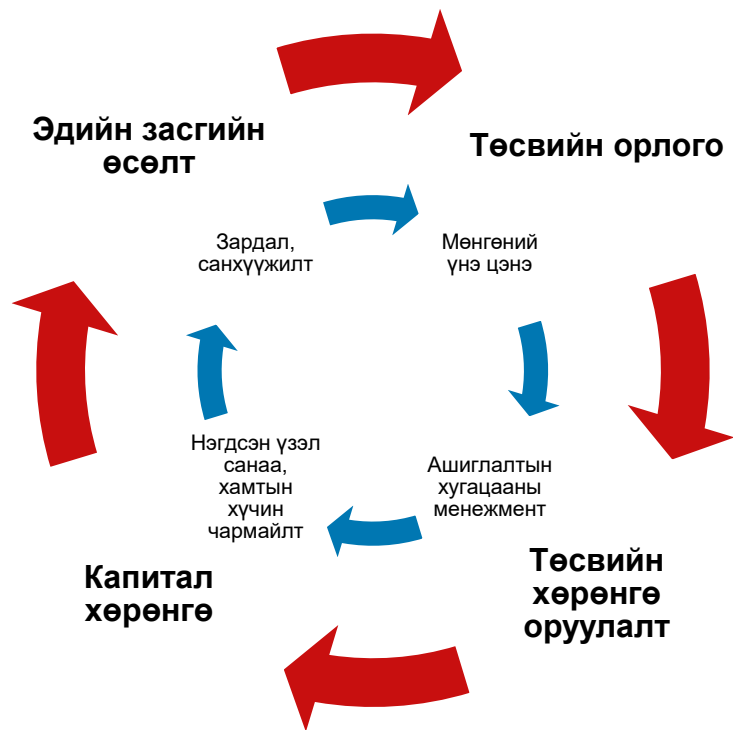 Эдийн засгийн
өсөлт
Төсвийн орлого
Зардал,
санхүүжилт
Мөнгөний
үнэ цэнэ
Нэгдсэн үзэл
санаа,
хамтын
хүчин
чармайлт
Ашиглалтын
хугацааны
менежмент
Капитал
хөрөнгө
Төсвийн
хөрөнгө
оруулалт